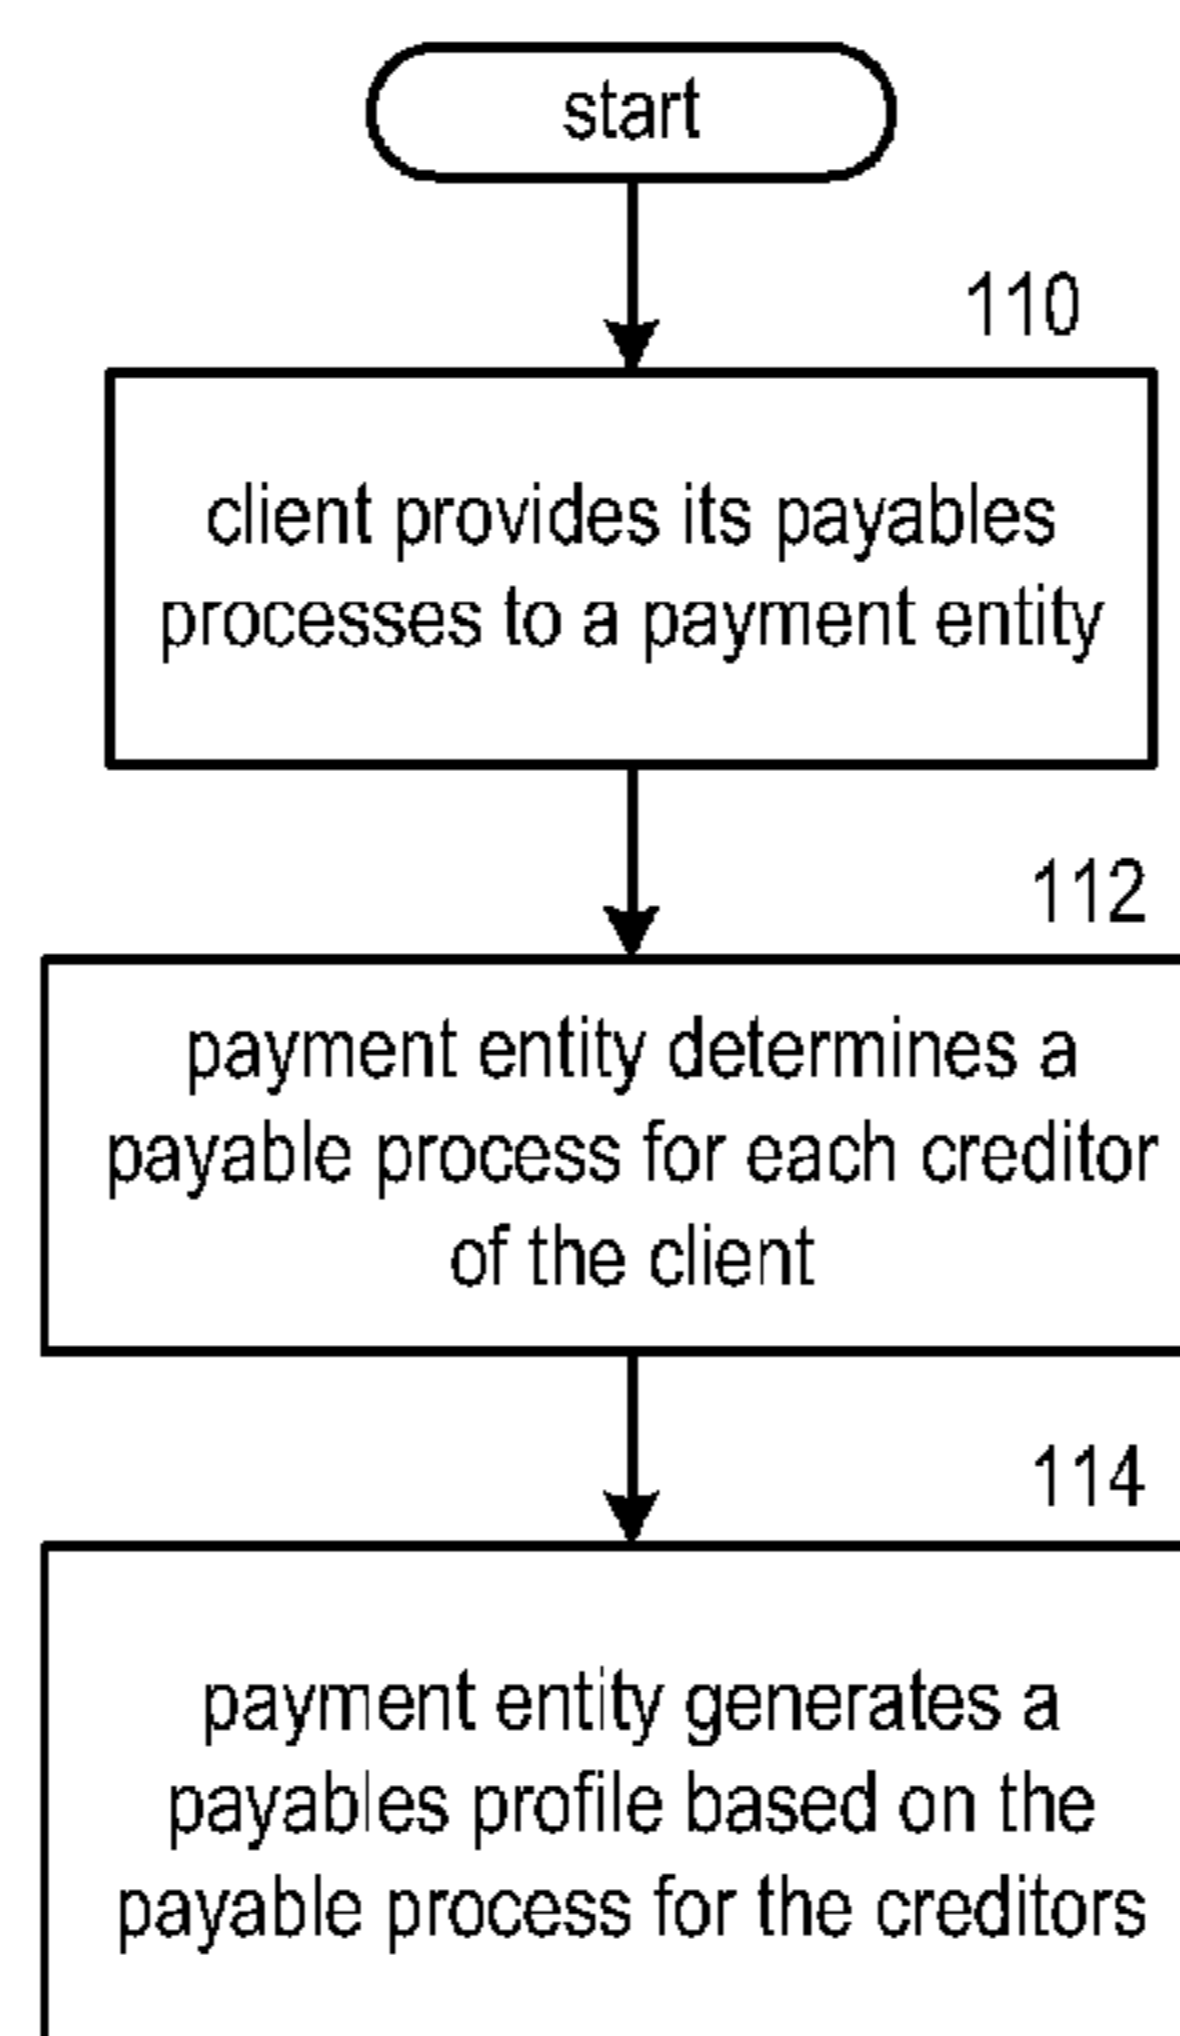 start
110
client provides its payables
processes to a payment entity
112
payment entity determines a
payable process for each creditor
of the client
114
payment entity generates a
payables profile based on the
payable process for the creditors